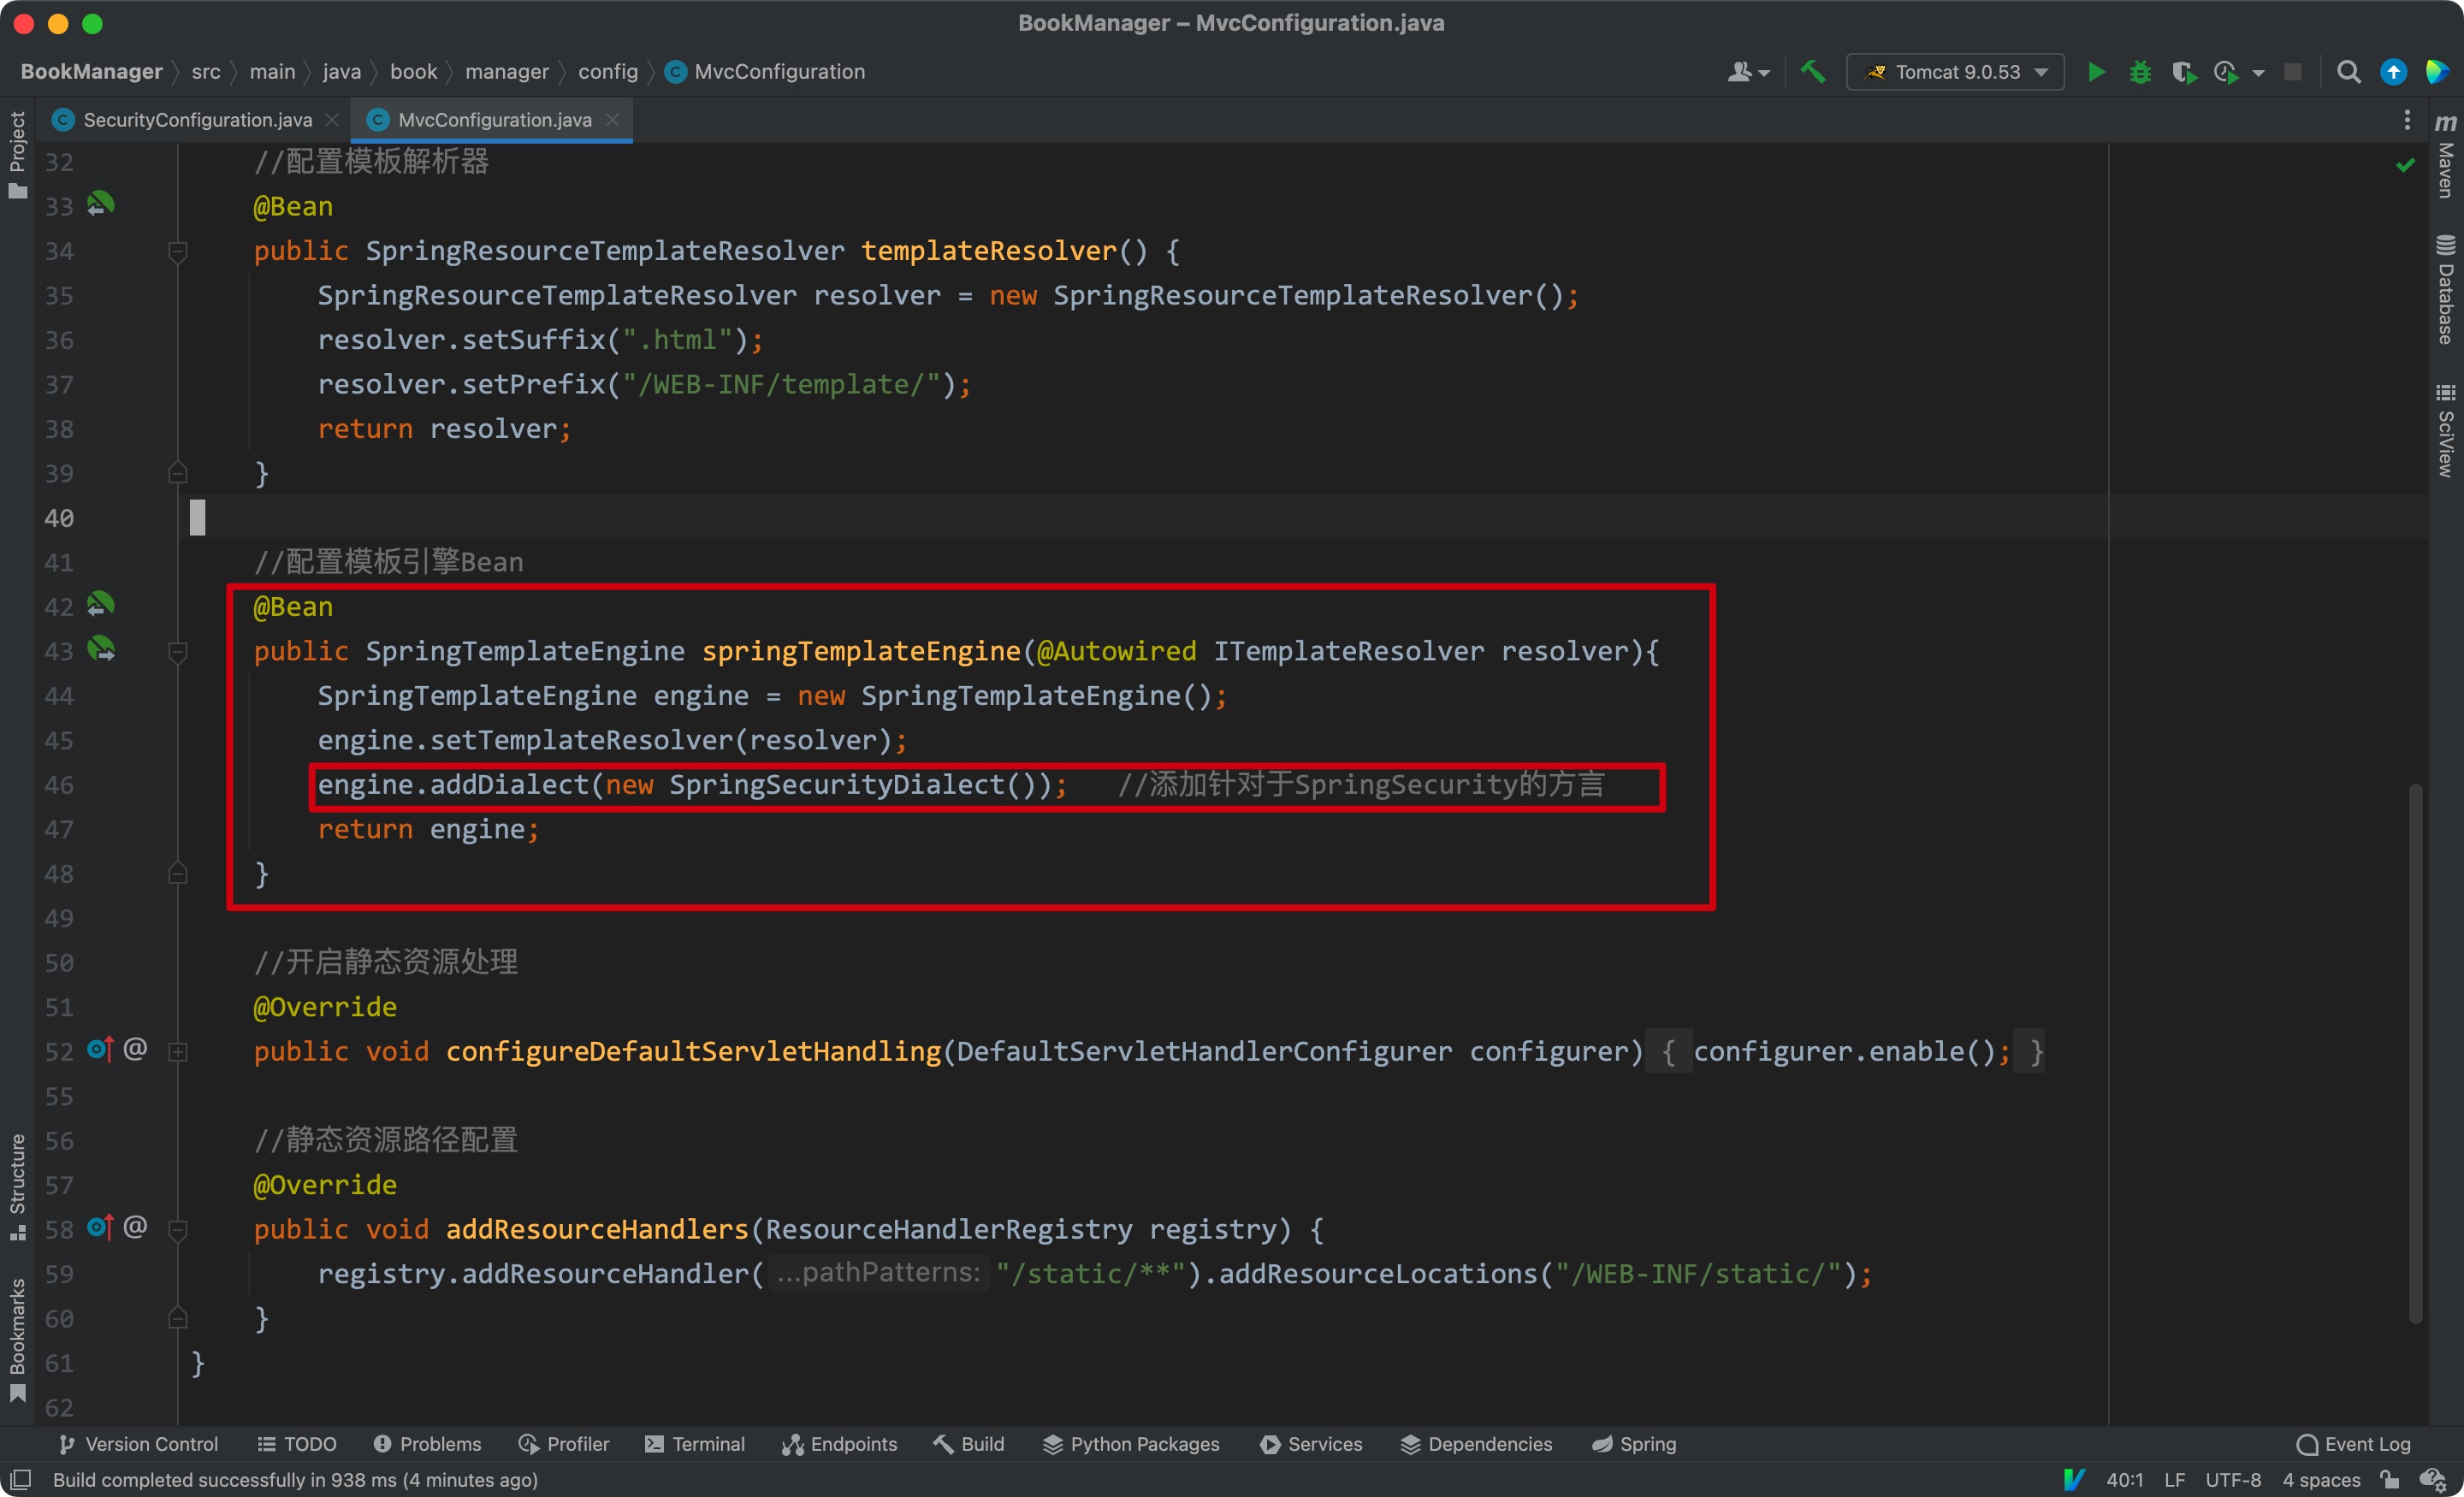 BookManager – MvcConfiguration.java
BookManager src main java book manager config MvcConfiguration
Tomcat 9.0.53
SecurityConfiguration.java MvcConfiguration.java
Project
Structure
Bookmarks
Maven
Database
SciView
32 //配置模板解析器
33 @Bean
34 public SpringResourceTemplateResolver templateResolver() {
35 SpringResourceTemplateResolver resolver = new SpringResourceTemplateResolver();
36 resolver.setSuffix(".html");
37 resolver.setPrefix("/WEB-INF/template/");
38 return resolver;
39 }
40
41 //配置模板引擎Bean
42 @Bean
43 public SpringTemplateEngine springTemplateEngine(@Autowired ITemplateResolver resolver){
44 SpringTemplateEngine engine = new SpringTemplateEngine();
45 engine.setTemplateResolver(resolver);
46 engine.addDialect(new SpringSecurityDialect()); //添加针对于SpringSecurity的方言
47 return engine;
48 }
49
50 //开启静态资源处理
51 @Override
52 public void configureDefaultServletHandling(DefaultServletHandlerConfigurer configurer) { configurer.enable(); }
55
56 //静态资源路径配置
57 @Override
58 public void addResourceHandlers(ResourceHandlerRegistry registry) {
59 registry.addResourceHandler( ...pathPatterns: "/static/**").addResourceLocations("/WEB-INF/static/");
60 }
61 }
62
Version Control TODO Problems Profiler Terminal Endpoints Build Python Packages Services Dependencies Spring Event Log
Build completed successfully in 938 ms (4 minutes ago) 40:1 LF UTF-8 4 spaces